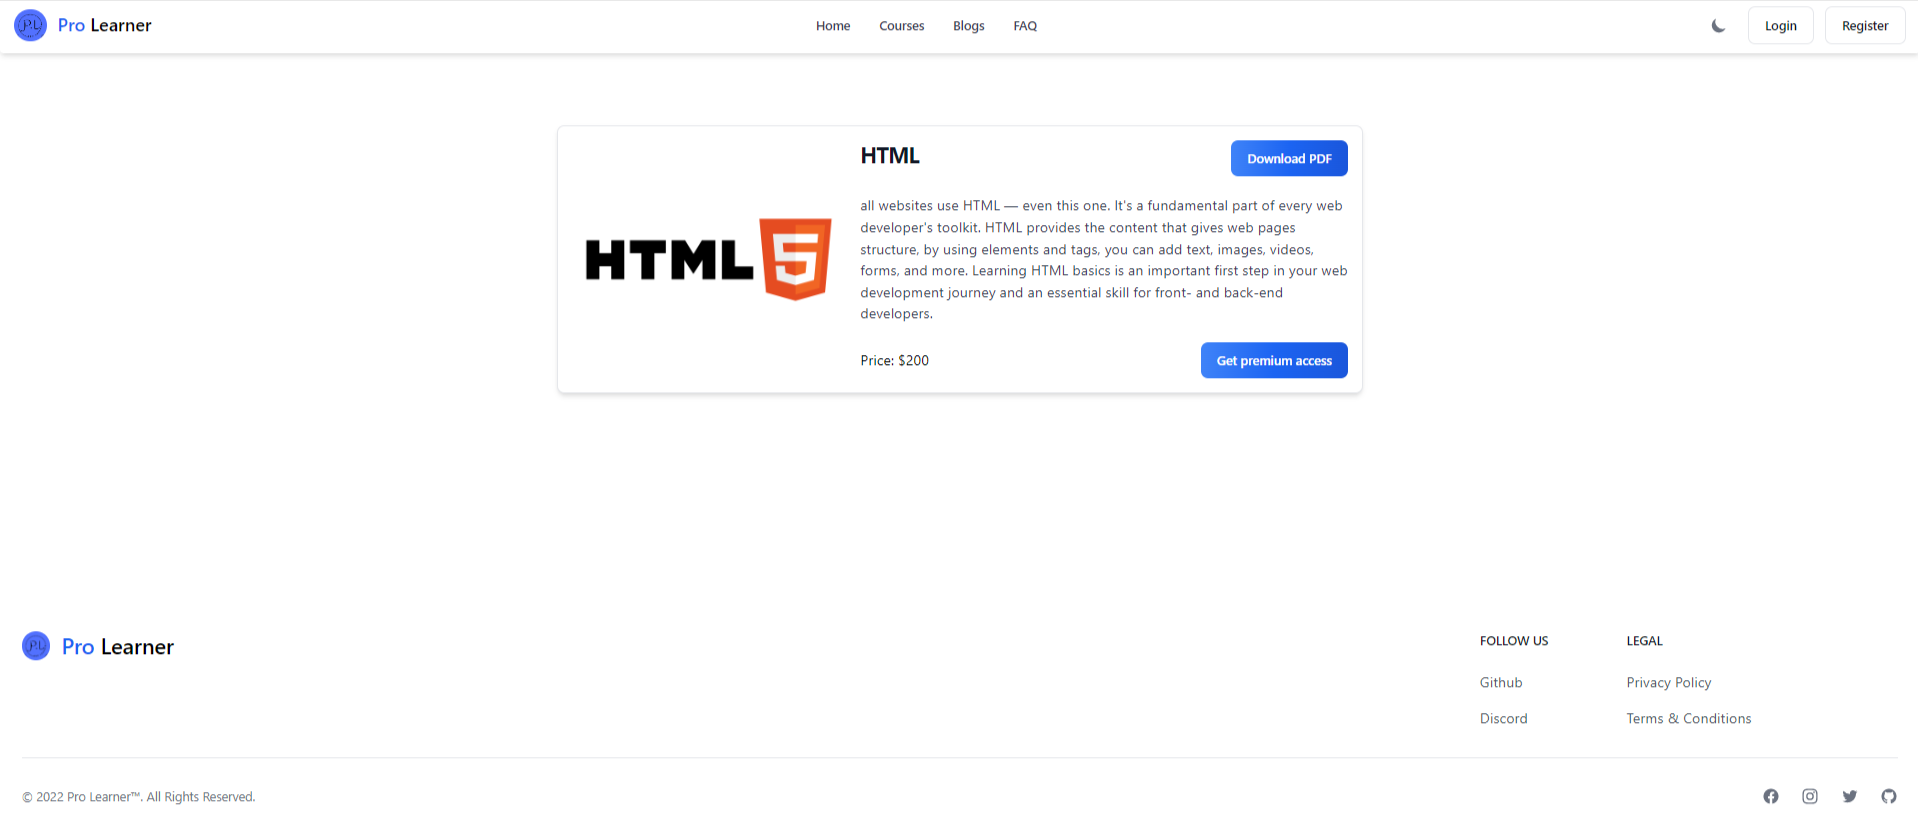 Pro Learner
Home
Courses
Blogs
FAQ
Login
Register
HTML
Download PDF
HTML
5
all websites use HTML — even this one. It's a fundamental part of every web
developer's toolkit. HTML provides the content that gives web pages
structure, by using elements and tags, you can add text, images, videos,
forms, and more. Learning HTML basics is an important first step in your web
development journey and an essential skill for front- and back-end
developers.
Price: $200
Get premium access
Pro Learner
FOLLOW US
Github
Discord
LEGAL
Privacy Policy
Terms & Conditions
© 2022 Pro Learner™. All Rights Reserved.